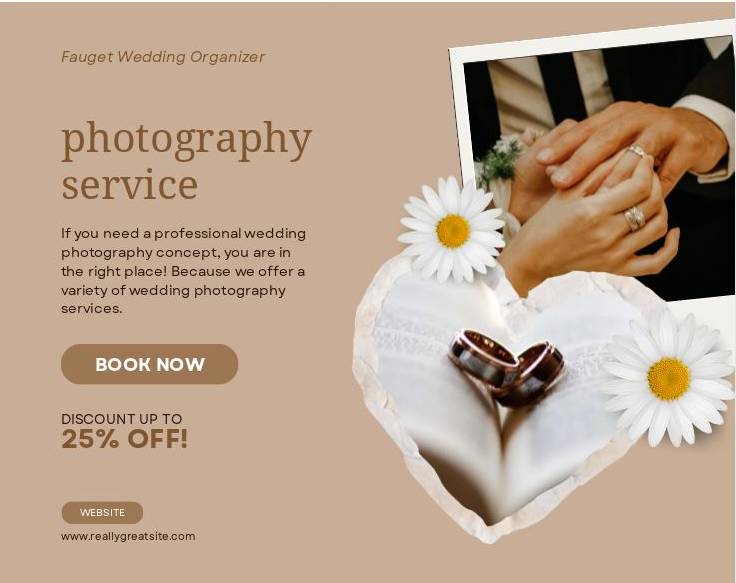 Fauget Wedding Organizer
photography
service
If you need a professional wedding
photography concept, you are in
the right place! Because we offer a
variety of wedding photography
services.
BOOK NOW
DISCOUNT UP TO
25% OFF!
WEBSITE
www.reallygreatsite.com